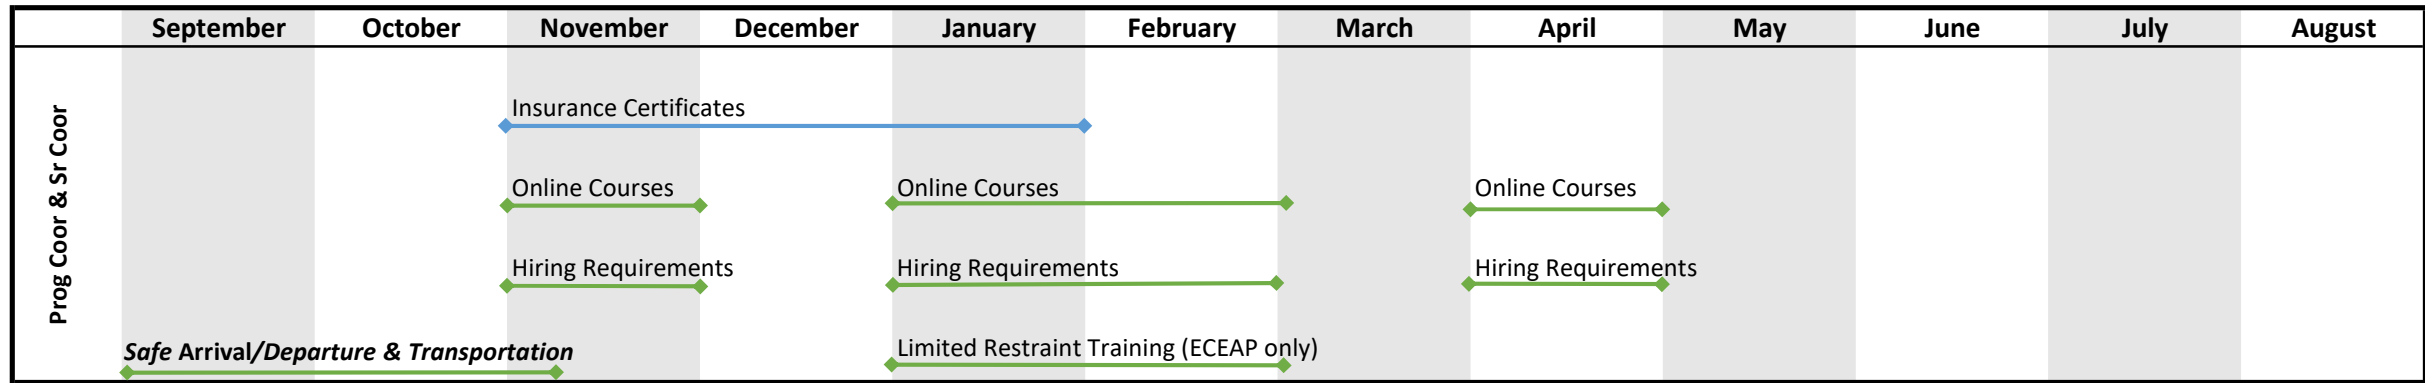 September October November December January February March April May June July August
Prog Coor & Sr Coor
Insurance Certificates
Online Courses Online Courses Online Courses
Hiring Requirements Hiring Requirements Hiring Requirements
Safe Arrival/Departure & Transportation Limited Restraint Training (ECEAP only)